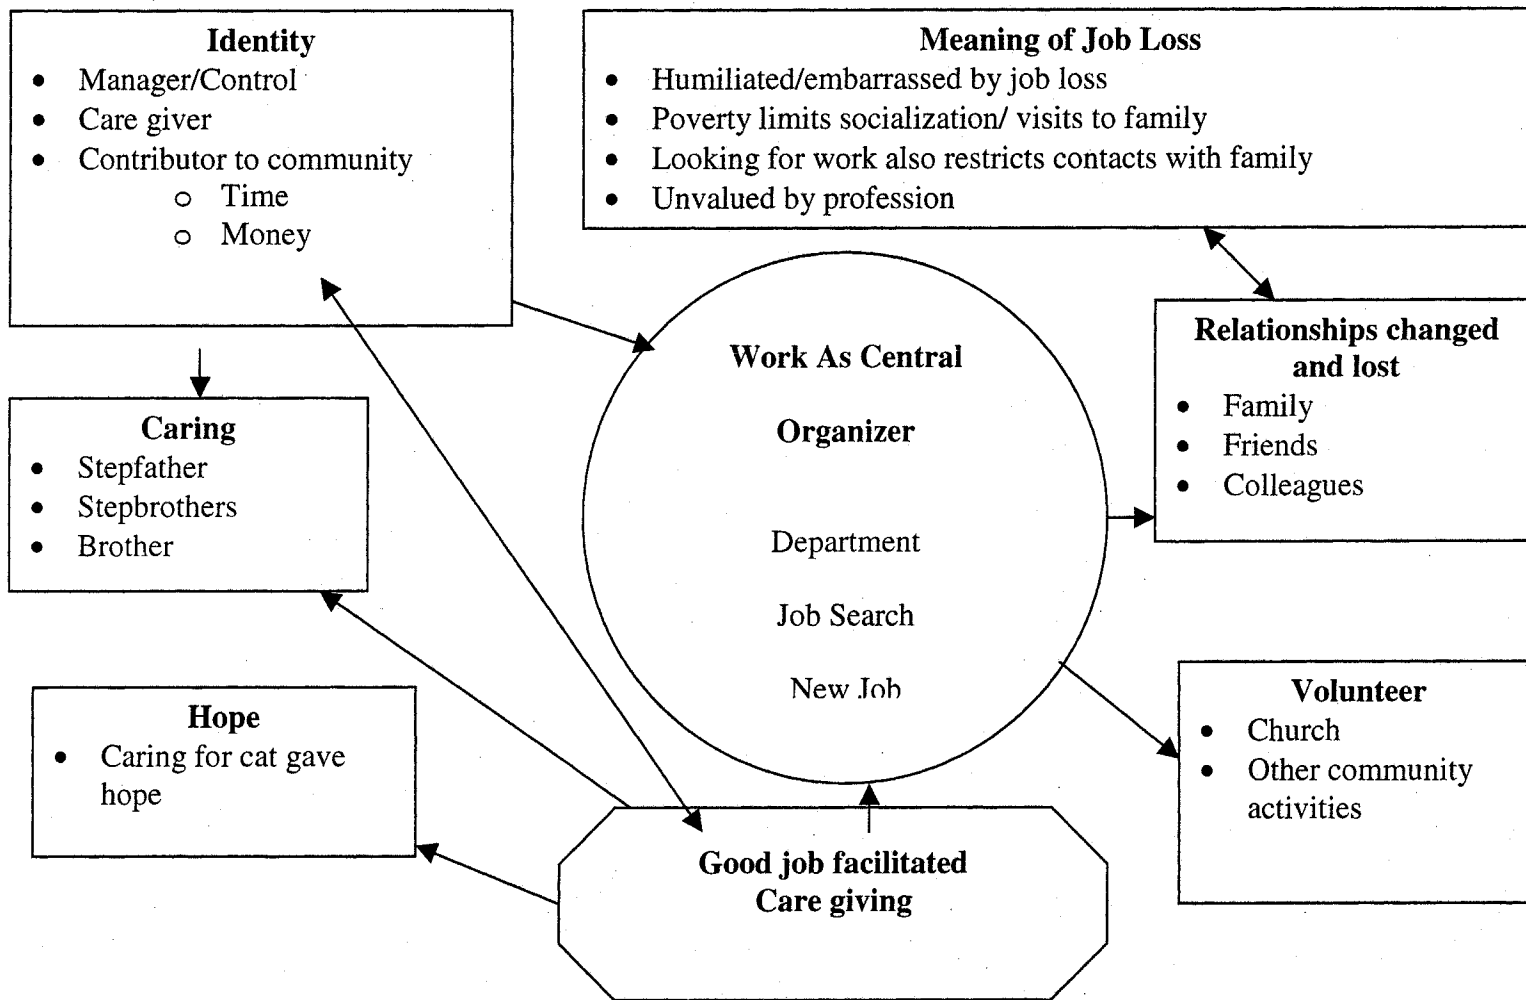 Identity
• Manager/Control
• Care giver
• Contributor to community
o Time
o Money
Meaning of Job Loss
• Humiliated/embarrassed by job loss
• Poverty limits socialization/ visits to family
• Looking for work also restricts contacts with family
• Unvalued by profession
Work As Central
Organizer
Department
Job Search
New Job
Relationships changed
and lost
• Family
• Friends
• Colleagues
Caring
• Stepfather
• Stepbrothers
• Brother
Hope
• Caring for cat gave
hope
Volunteer
• Church
• Other community
activities
Good job facilitated
Care giving